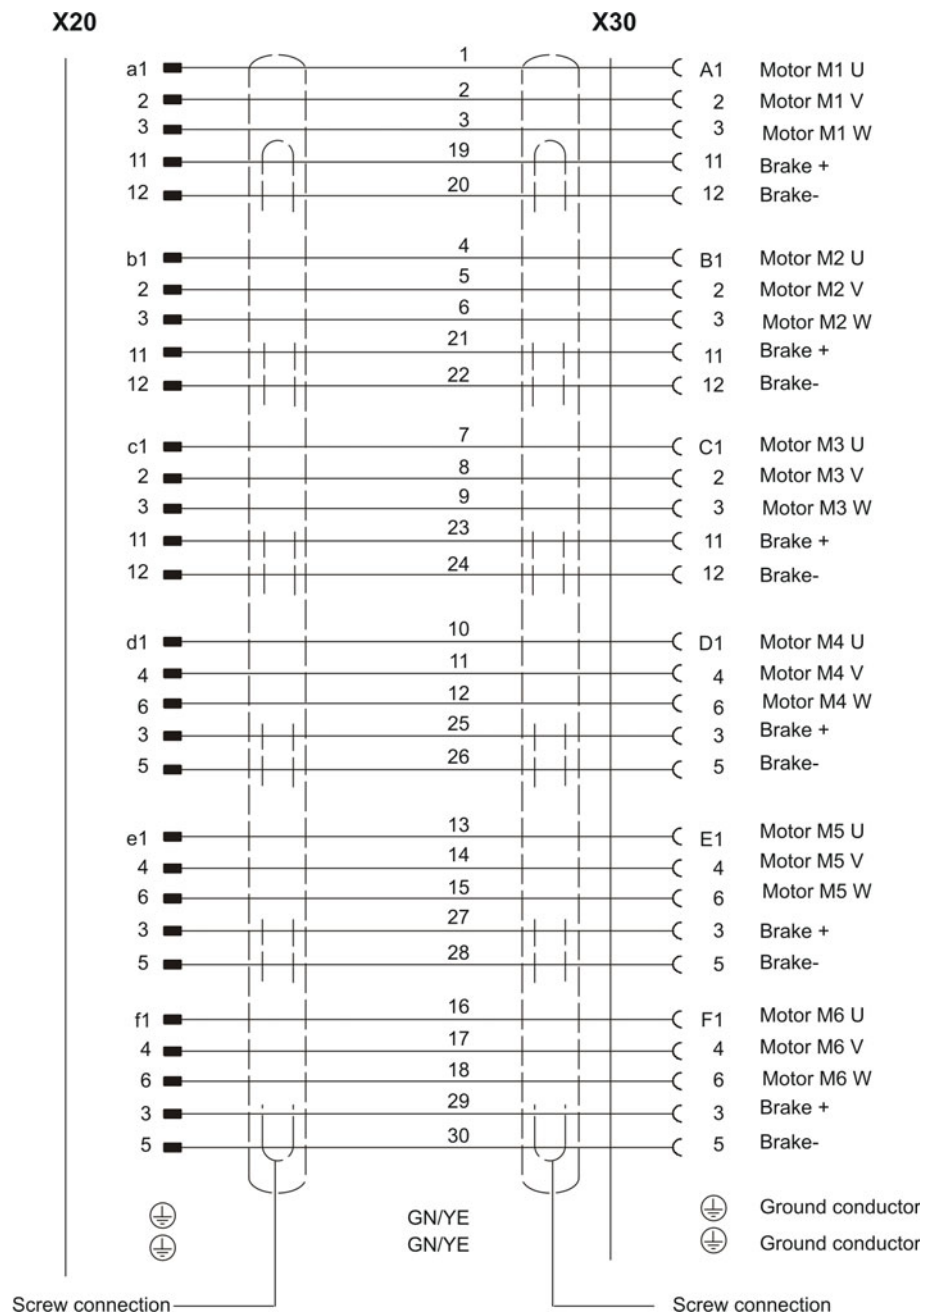 X20 X30
a1 1 A1 Motor M1 U
2 2 2 Motor M1 V
3 3 3 Motor M1 W
11 19 11 Brake +
12 20 12 Brake-
b1 4 B1 Motor M2 U
2 5 2 Motor M2 V
3 6 3 Motor M2 W
11 21 11 Brake +
12 22 12 Brake-
c1 7 C1 Motor M3 U
2 8 2 Motor M3 V
3 9 3 Motor M3 W
11 23 11 Brake +
12 24 12 Brake-
d1 10 D1 Motor M4 U
4 11 4 Motor M4 V
6 12 6 Motor M4 W
3 25 3 Brake +
5 26 5 Brake-
e1 13 E1 Motor M5 U
4 14 4 Motor M5 V
6 15 6 Motor M5 W
3 27 3 Brake +
5 28 5 Brake-
f1 16 F1 Motor M6 U
4 17 4 Motor M6 V
6 18 6 Motor M6 W
3 29 3 Brake +
5 30 5 Brake-
GN/YE Ground conductor
GN/YE Ground conductor
Screw connection Screw connection